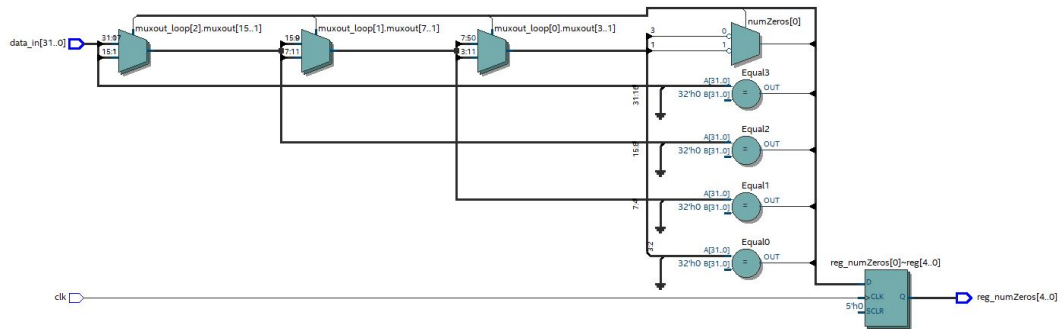 muxout_loop[2].muxout[15..1]
muxout_loop[1].muxout[7..1]
muxout_loop[0].muxout[3..1]
numZeros[0]
data_in[31..0]
15:1
15:9
7:11
7:50
3:11
3
0
1
1
Equal3
A[31..0]
OUT
32'h0 B[31..0]
=
31:16
Equal2
A[31..0]
OUT
32'h0 B[31..0]
=
15:8
Equal1
A[31..0]
OUT
32'h0 B[31..0]
=
7:4
Equal0
A[31..0]
OUT
32'h0 B[31..0]
=
3:2
reg_numZeros[0]~reg[4..0]
D
clk
CLK
Q
reg_numZeros[4..0]
5'h0
SCLR